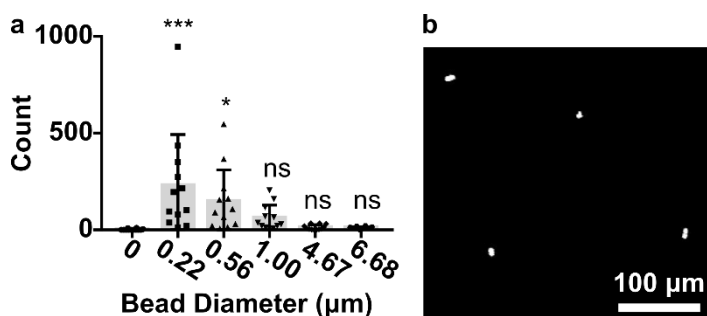 a
b
1000
500
0
Count
***
*
ns
ns
ns
0
0.22
0.56
1.00
4.67
6.68
Bead Diameter (µm)
100 µm